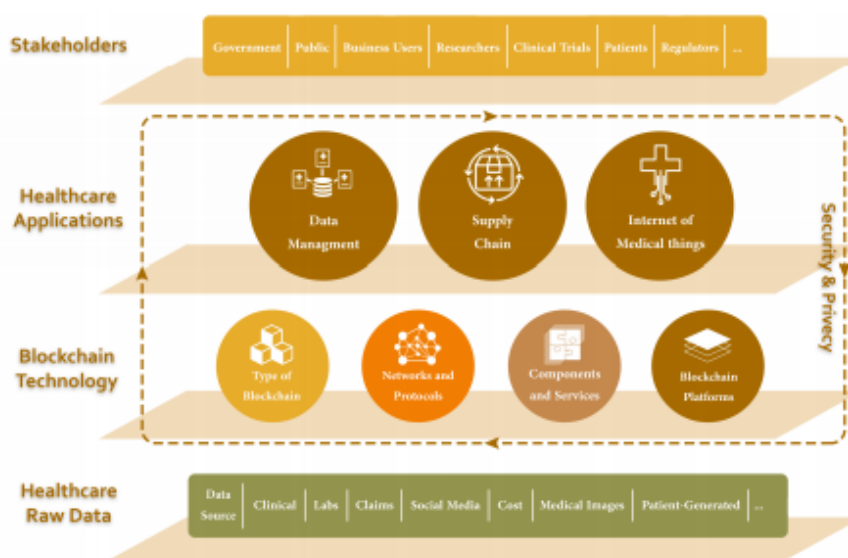 Stakeholders
Government | Public | Business Users | Researchers | Clinical Trials | Patients | Regulators | ...
Healthcare
Applications
Data
Managment
Supply
Chain
Internet of
Medical things
Security & Privecy
Blockchain
Technology
Type of
Blockchain
Networks and
Protocols
Components
and Services
Blockchain
Platforms
Healthcare
Raw Data
Data
Source | Clinical | Labs | Claims | Social Media | Cost | Medical Images | Patient-Generated | ...